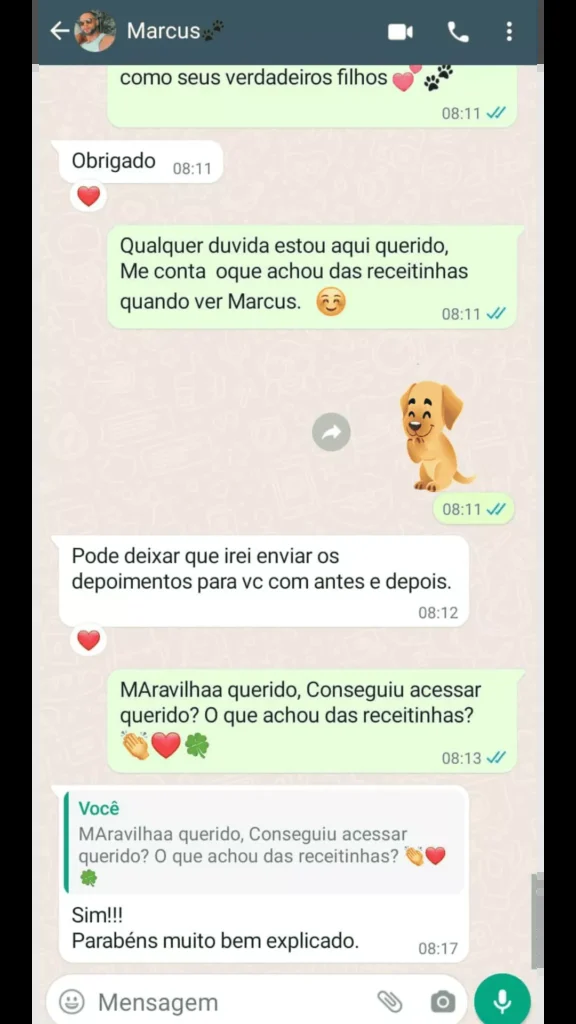 Marcus🐾
como seus verdadeiros filhos 💕🐾
08:11
Obrigado 08:11
Qualquer duvida estou aqui querido,
Me conta  oque achou das receitinhas
quando ver Marcus. ☺️
08:11
08:11
Pode deixar que irei enviar os
depoimentos para vc com antes e depois.
08:12
MAravilhaa querido, Conseguiu acessar
querido? O que achou das receitinhas?
👏❤️🍀
08:13
Você
MAravilhaa querido, Conseguiu acessar
querido? O que achou das receitinhas? 👏❤️
🍀
Sim!!!
Parabéns muito bem explicado.
08:17
Mensagem